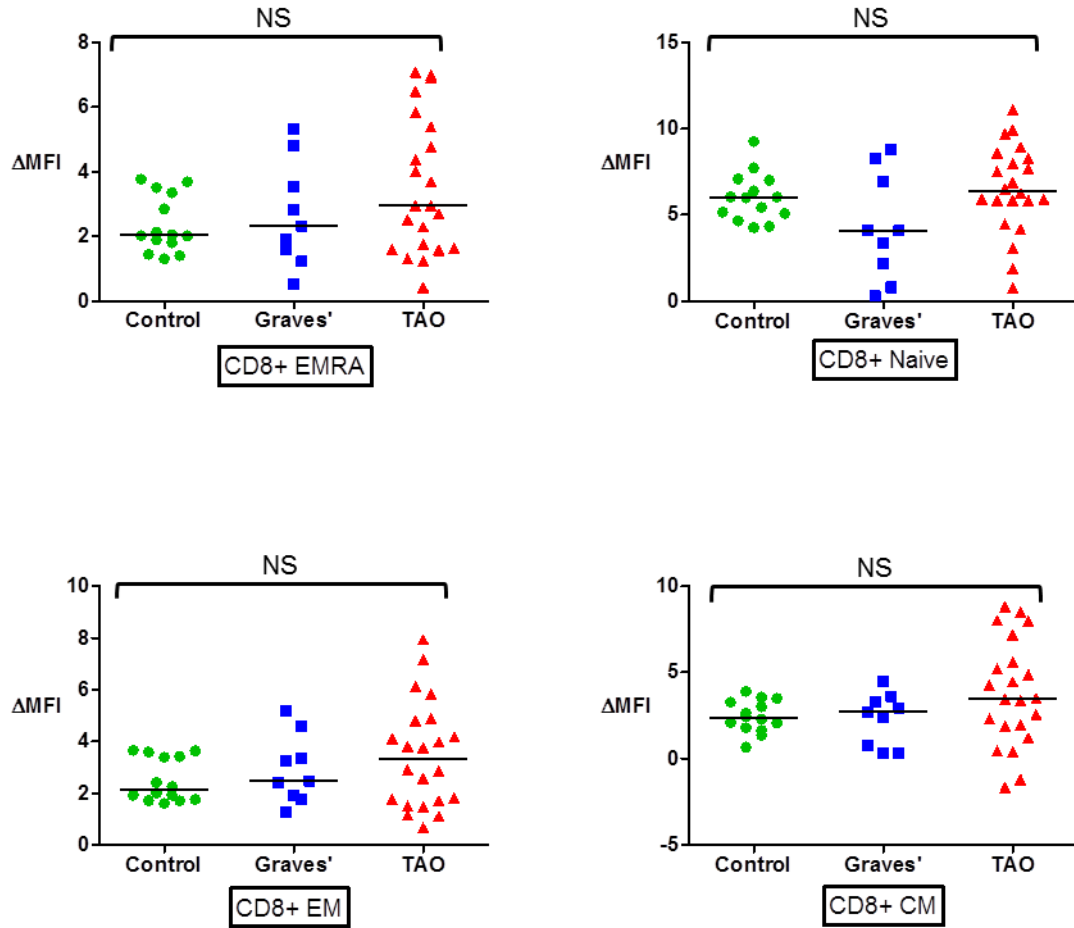 NS
8
6
ΔMFI
4
2
0
Control Graves' TAO
CD8+ EMRA
NS
15
10
ΔMFI
5
0
Control Graves' TAO
CD8+ Naive
NS
10
8
6
ΔMFI
4
2
0
Control Graves' TAO
CD8+ EM
NS
10
5
ΔMFI
0
-5
Control Graves' TAO
CD8+ CM